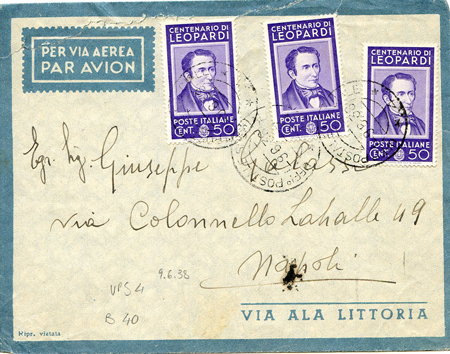 PER VIA AEREA
PAR AVION
CENTENARIO DI
LEOPARDI
POSTE ITALIANE
CENT. 50
CENTENARIO DI
LEOPARDI
POSTE ITALIANE
CENT. 50
CENTENARIO DI
LEOPARDI
POSTE ITALIANE
CENT. 50
Egr. Sig. Giuseppe
via Colonnello Lahalle 49
Napoli
9.6.38
B 40
VIA ALA LITTORIA
Ripr. vietata